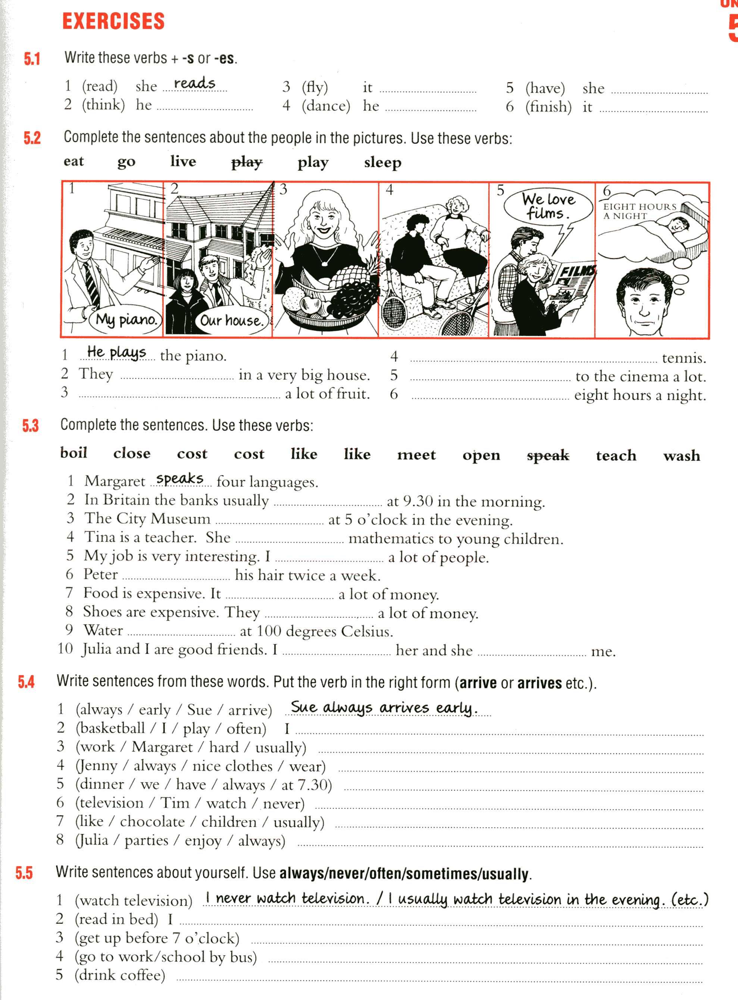 UN
5
EXERCISES
5.1 Write these verbs + -s or -es.
1 (read) she reads 3 (fly) it ........ 5 (have) she ........
2 (think) he ........ 4 (dance) he ........ 6 (finish) it ........
5.2 Complete the sentences about the people in the pictures. Use these verbs:
eat go live play play sleep
1 2 3 4 5 6
We love
films.
EIGHT HOURS
A NIGHT
FILMS
My piano.
Our house.
1 He plays the piano. 4 ........ tennis.
2 They ........ in a very big house. 5 ........ to the cinema a lot.
3 ........ a lot of fruit. 6 ........ eight hours a night.
5.3 Complete the sentences. Use these verbs:
boil close cost cost like like meet open speak teach wash
1 Margaret speaks four languages.
2 In Britain the banks usually ........ at 9.30 in the morning.
3 The City Museum ........ at 5 o'clock in the evening.
4 Tina is a teacher. She ........ mathematics to young children.
5 My job is very interesting. I ........ a lot of people.
6 Peter ........ his hair twice a week.
7 Food is expensive. It ........ a lot of money.
8 Shoes are expensive. They ........ a lot of money.
9 Water ........ at 100 degrees Celsius.
10 Julia and I are good friends. I ........ her and she ........ me.
5.4 Write sentences from these words. Put the verb in the right form (arrive or arrives etc.).
1 (always / early / Sue / arrive) Sue always arrives early.
2 (basketball / I / play / often) I ........
3 (work / Margaret / hard / usually) ........
4 (Jenny / always / nice clothes / wear) ........
5 (dinner / we / have / always / at 7.30) ........
6 (television / Tim / watch / never) ........
7 (like / chocolate / children / usually) ........
8 (Julia / parties / enjoy / always) ........
5.5 Write sentences about yourself. Use always/never/often/sometimes/usually.
1 (watch television) I never watch television. / I usually watch television in the evening. (etc.)
2 (read in bed) I ........
3 (get up before 7 o'clock) ........
4 (go to work/school by bus) ........
5 (drink coffee) ........